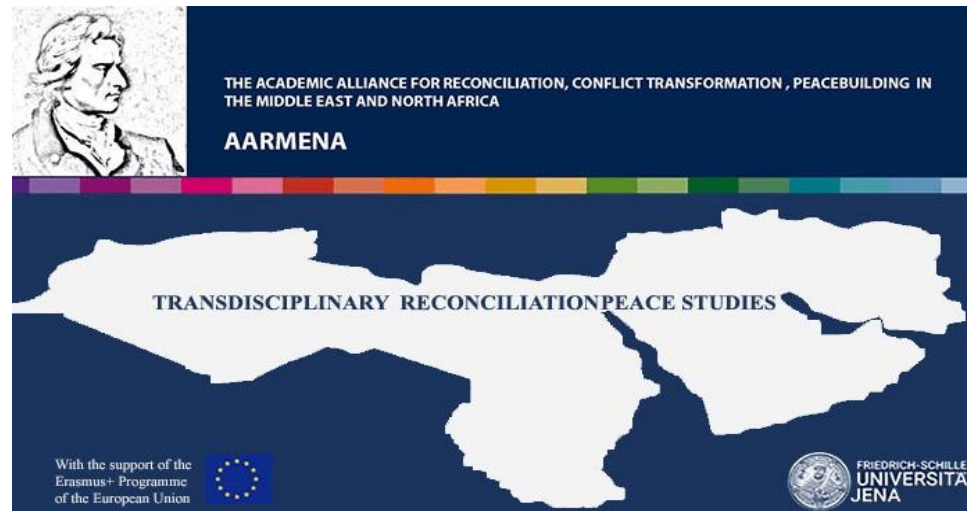 THE ACADEMIC ALLIANCE FOR RECONCILIATION, CONFLICT TRANSFORMATION , PEACEBUILDING IN
THE MIDDLE EAST AND NORTH AFRICA
AARMENA
TRANSDISCIPLINARY RECONCILIATIONPEACE STUDIES
With the support of the
Erasmus+ Programme
of the European Union
FRIEDRICH-SCHILLE
UNIVERSITA
JENA